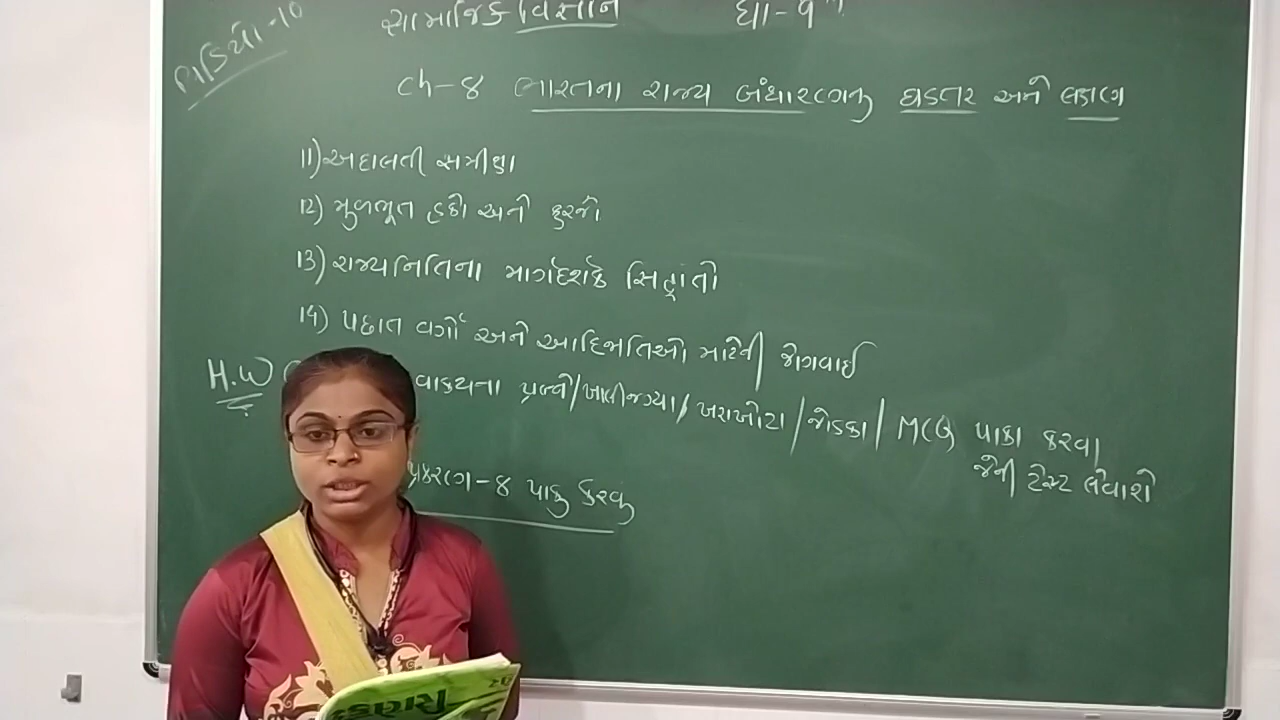 વિડિયો-10
સામાજિક વિજ્ઞાન ધો-9
ch-8 ભારતના રાજ્ય બંધારણનુ ઘડતર અને લક્ષણ
11) અદાલતી સમીક્ષા
12) મુળભૂત હકો અને ફરજો
13) રાજ્યનિતિના માર્ગદર્શક સિદ્ધાંતો
14) પછાત વર્ગો અને આદિજાતિઓ માટેની જોગવાઈ
H.W વાક્યના પ્રશ્નો/ખાલીજગ્યા/ખરાખોટા/જોડકા/MCQ પાકા કરવા
જેની ટેસ્ટ લેવાશે
પ્રકરણ-8 પાકુ કરવુ